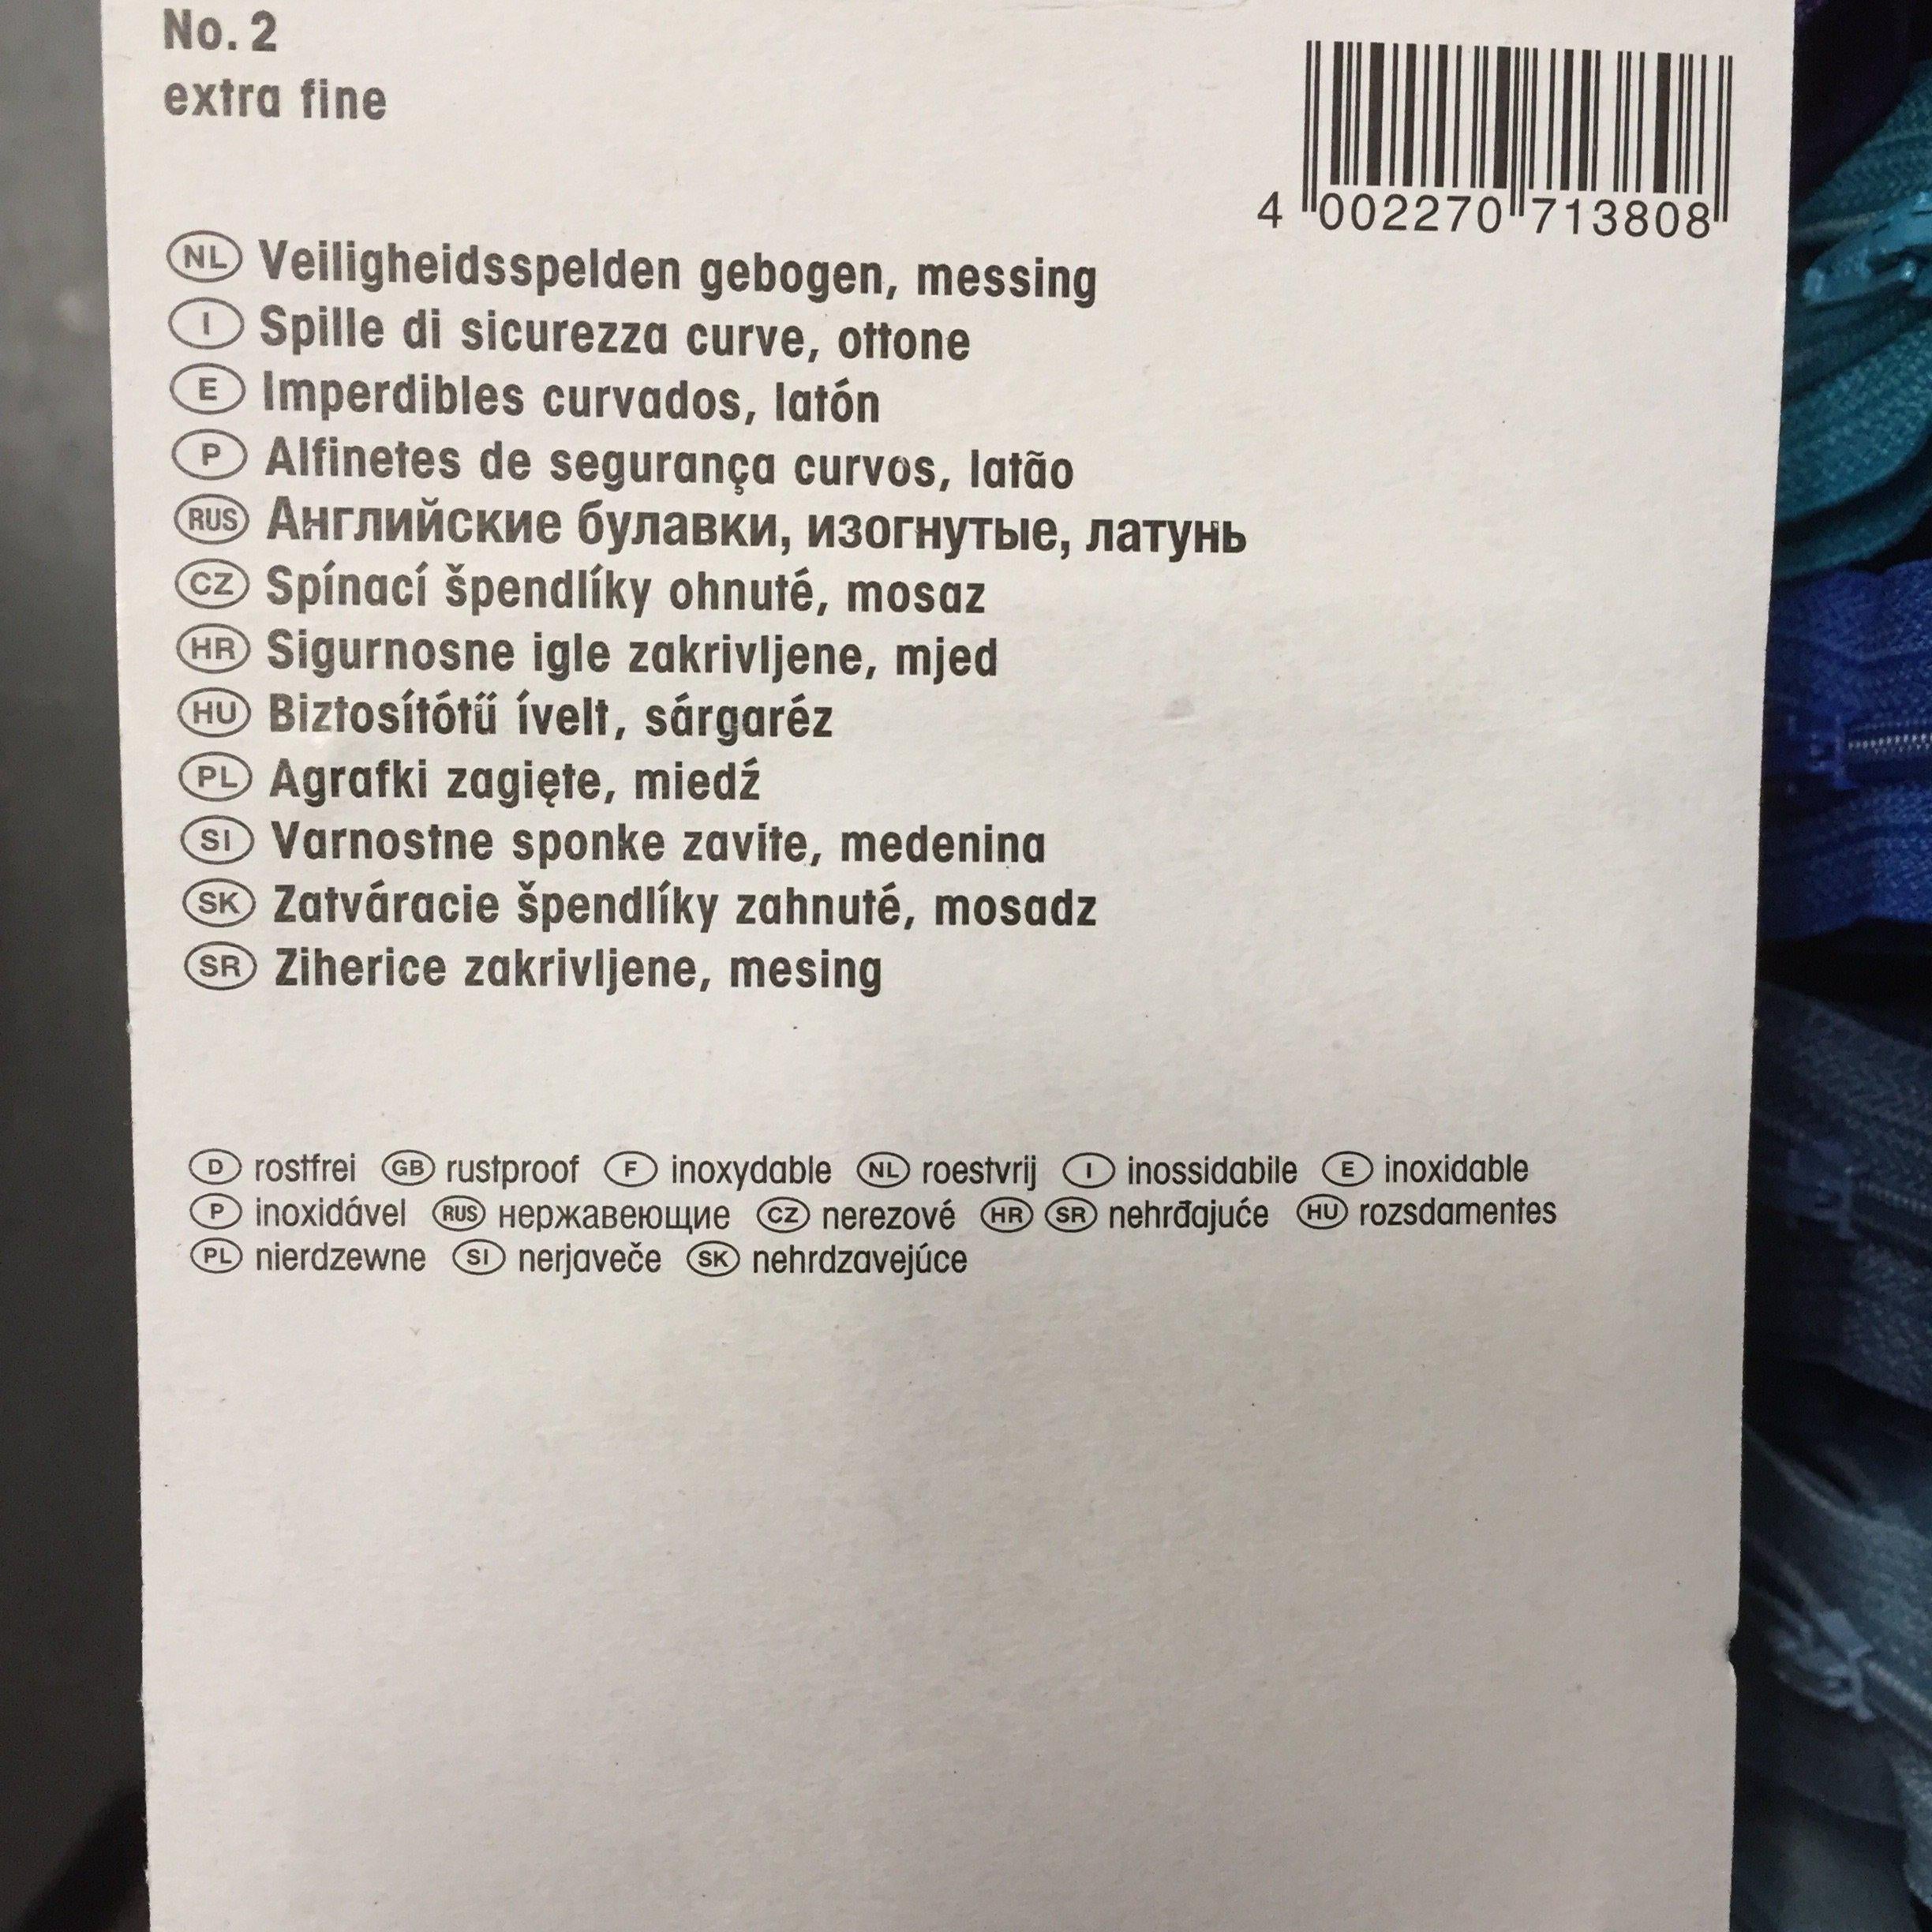 No. 2
extra fine
4 002270 713808
NL Veiligheidsspelden gebogen, messing
I Spille di sicurezza curve, ottone
E Imperdibles curvados, latón
P Alfinetes de segurança curvos, latão
RUS Английские булавки, изогнутые, латунь
CZ Spínací špendlíky ohnuté, mosaz
HR Sigurnosne igle zakrivljene, mjed
HU Biztosítótű ívelt, sárgaréz
PL Agrafki zagięte, miedź
SI Varnostne sponke zavite, medenina
SK Zatváracie špendlíky zahnuté, mosadz
SR Ziherice zakrivljene, mesing
D rostfrei GB rustproof F inoxydable NL roestvrij I inossidabile E inoxidable
P inoxidável RUS нержавеющие CZ nerezové HR SR nehrđajuće HU rozsdamentes
PL nierdzewne SI nerjaveče SK nehrdzavejúce